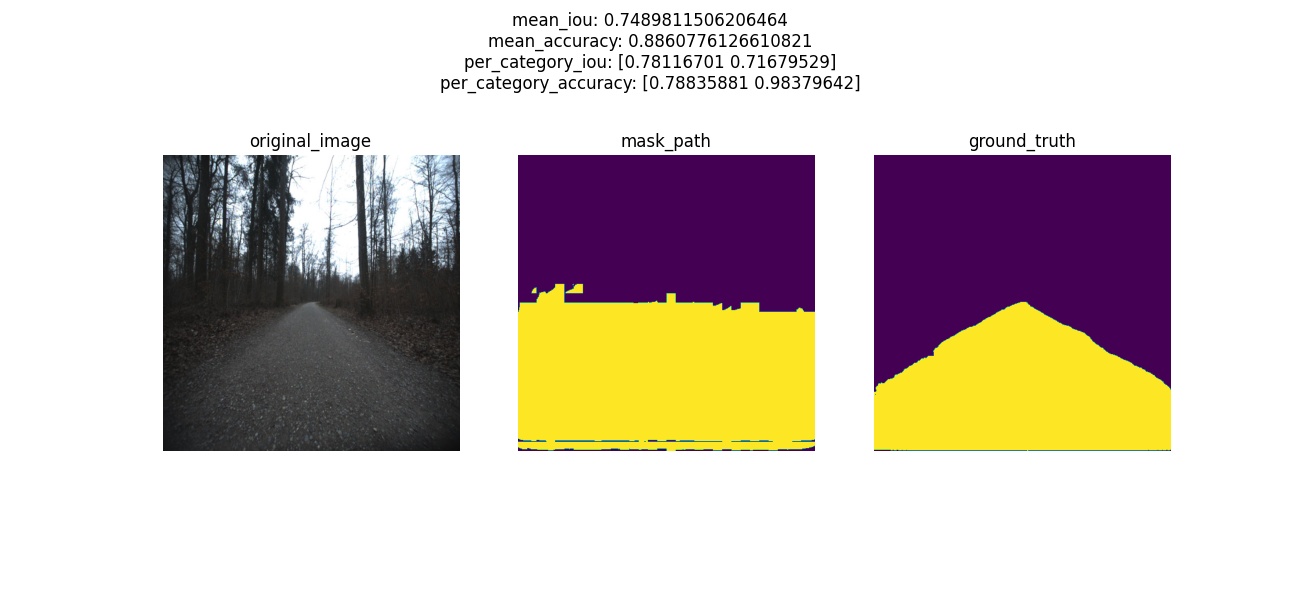 mean_iou: 0.7489811506206464
mean_accuracy: 0.8860776126610821
per_category_iou: [0.78116701 0.71679529]
per_category_accuracy: [0.78835881 0.98379642]
original_image
mask_path
ground_truth